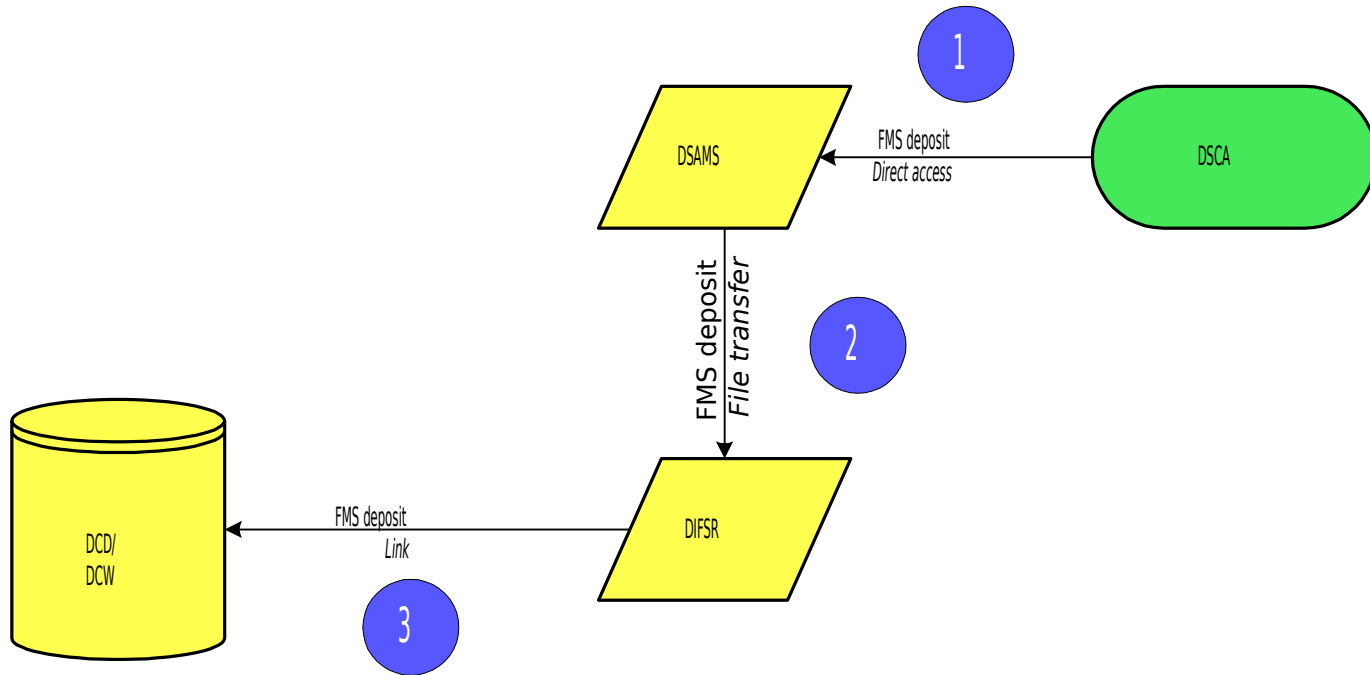 1
DSAMS
FMS deposit
Direct access
DSCA
FMS deposit
File transfer
2
DCD/
DCW
FMS deposit
Link
DIFSR
3